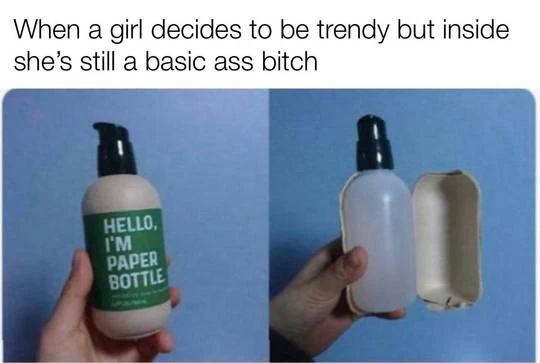 When a girl decides to be trendy but inside
she's still a basic ass bitch
HELLO,
I'M
PAPER
BOTTLE